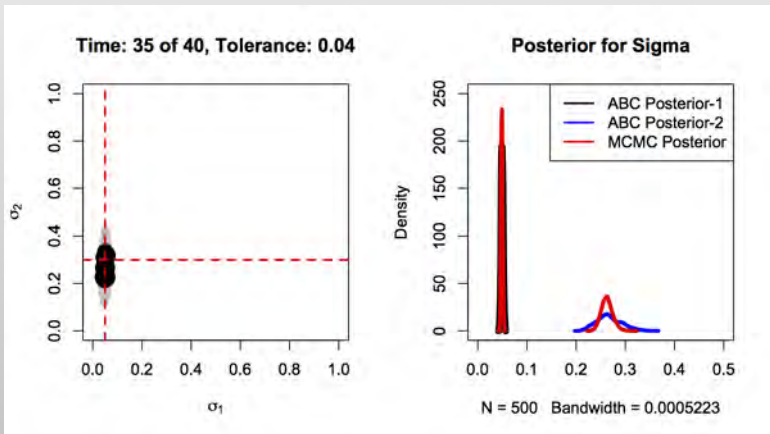 Time: 35 of 40, Tolerance: 0.04
σ₂
0.0 0.2 0.4 0.6 0.8 1.0
0.0 0.2 0.4 0.6 0.8 1.0
σ₁
Posterior for Sigma
ABC Posterior-1
ABC Posterior-2
MCMC Posterior
Density
0 50 100 150 200 250
0.0 0.1 0.2 0.3 0.4 0.5
N = 500 Bandwidth = 0.0005223